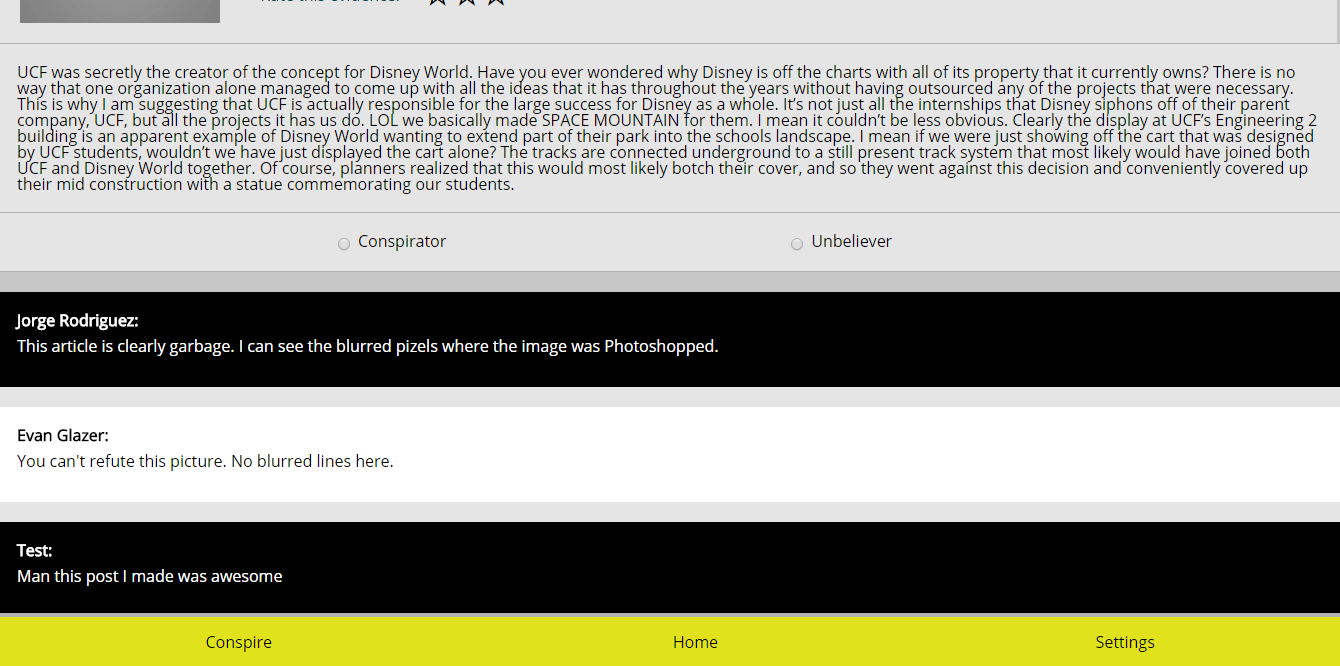 UCF was secretly the creator of the concept for Disney World. Have you ever wondered why Disney is off the charts with all of its property that it currently owns? There is no
way that one organization alone managed to come up with all the ideas that it has throughout the years without having outsourced any of the projects that were necessary.
This is why I am suggesting that UCF is actually responsible for the large success for Disney as a whole. It’s not just all the internships that Disney siphons off of their parent
company, UCF, but all the projects it has us do. LOL we basically made SPACE MOUNTAIN for them. I mean it couldn’t be less obvious. Clearly the display at UCF’s Engineering 2
building is an apparent example of Disney World wanting to extend part of their park into the schools landscape. I mean if we were just showing off the cart that was designed
by UCF students, wouldn’t we have just displayed the cart alone? The tracks are connected underground to a still present track system that most likely would have joined both
UCF and Disney World together. Of course, planners realized that this would most likely botch their cover, and so they went against this decision and conveniently covered up
their mid construction with a statue commemorating our students.
Conspirator Unbeliever
Jorge Rodriguez:
This article is clearly garbage. I can see the blurred pizels where the image was Photoshopped.
Evan Glazer:
You can't refute this picture. No blurred lines here.
Test:
Man this post I made was awesome
Conspire Home Settings